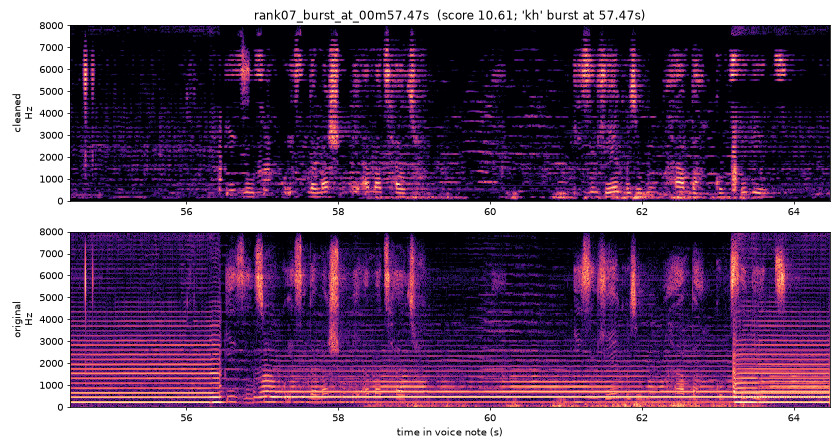 rank07_burst_at_00m57.47s (score 10.61; 'kh' burst at 57.47s)
8000
7000
6000
5000
4000
3000
2000
1000
0
cleaned
Hz
56 58 60 62 64
8000
7000
6000
5000
4000
3000
2000
1000
0
original
Hz
56 58 60 62 64
time in voice note (s)